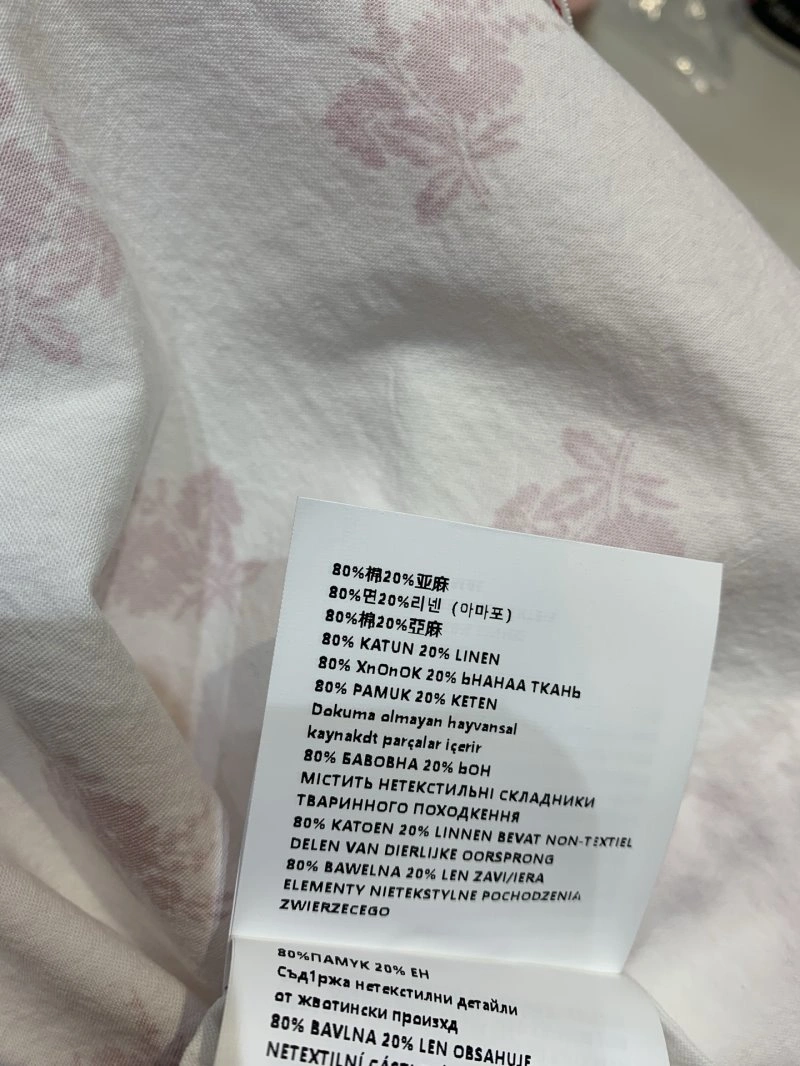 80%棉20%亚麻
80%면20%리넨 (아마포)
80%棉20%亞麻
80% KATUN 20% LINEN
80% XnOnOK 20% ЬHAHAA TKAHЬ
80% PAMUK 20% KETEN
Dokuma olmayan hayvansal
kaynakdt parçalar içerir
80% БАВОВНА 20% ЬОН
МІСТИТЬ НЕТЕКСТИЛЬНІ СКЛАДНИКИ
ТВАРИННОГО ПОХОДКЕННЯ
80% KATOEN 20% LINNEN BEVAT NON-TEXTIEL
DELEN VAN DIERLIJKE OORSPRONG
80% BAWELNA 20% LEN ZAVI/IERA
ELEMENTY NIETEKSTYLNE POCHODZENIA
ZWIERZECEGO
80%ПАМУК 20% ЕН
Съд1ржа нетекстилни детайли
от жвотински произхд
80% BAVLNA 20% LEN OBSAHUJE
NETEXTILNÍ